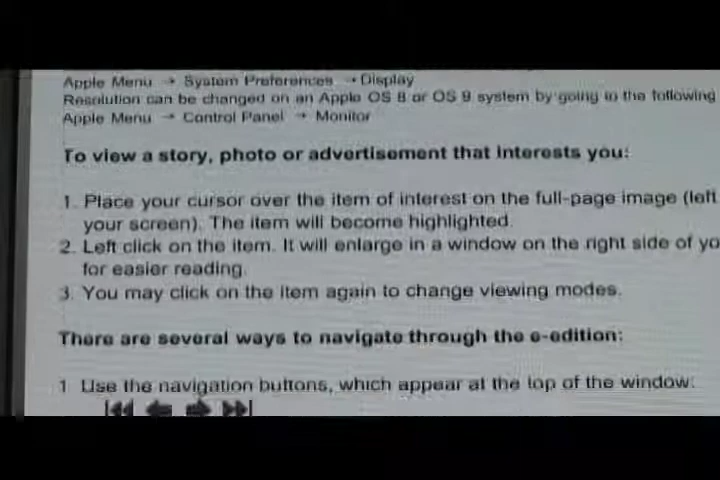 Apple Menu → System Preferences → Display
Resolution can be changed on an Apple OS 8 or OS 9 system by going to the following
Apple Menu → Control Panel → Monitor
To view a story, photo or advertisement that interests you:
1. Place your cursor over the item of interest on the full-page image (left
your screen). The item will become highlighted.
2. Left click on the item. It will enlarge in a window on the right side of yo
for easier reading.
3. You may click on the item again to change viewing modes.
There are several ways to navigate through the e-edition:
1 Use the navigation buttons, which appear at the top of the window: